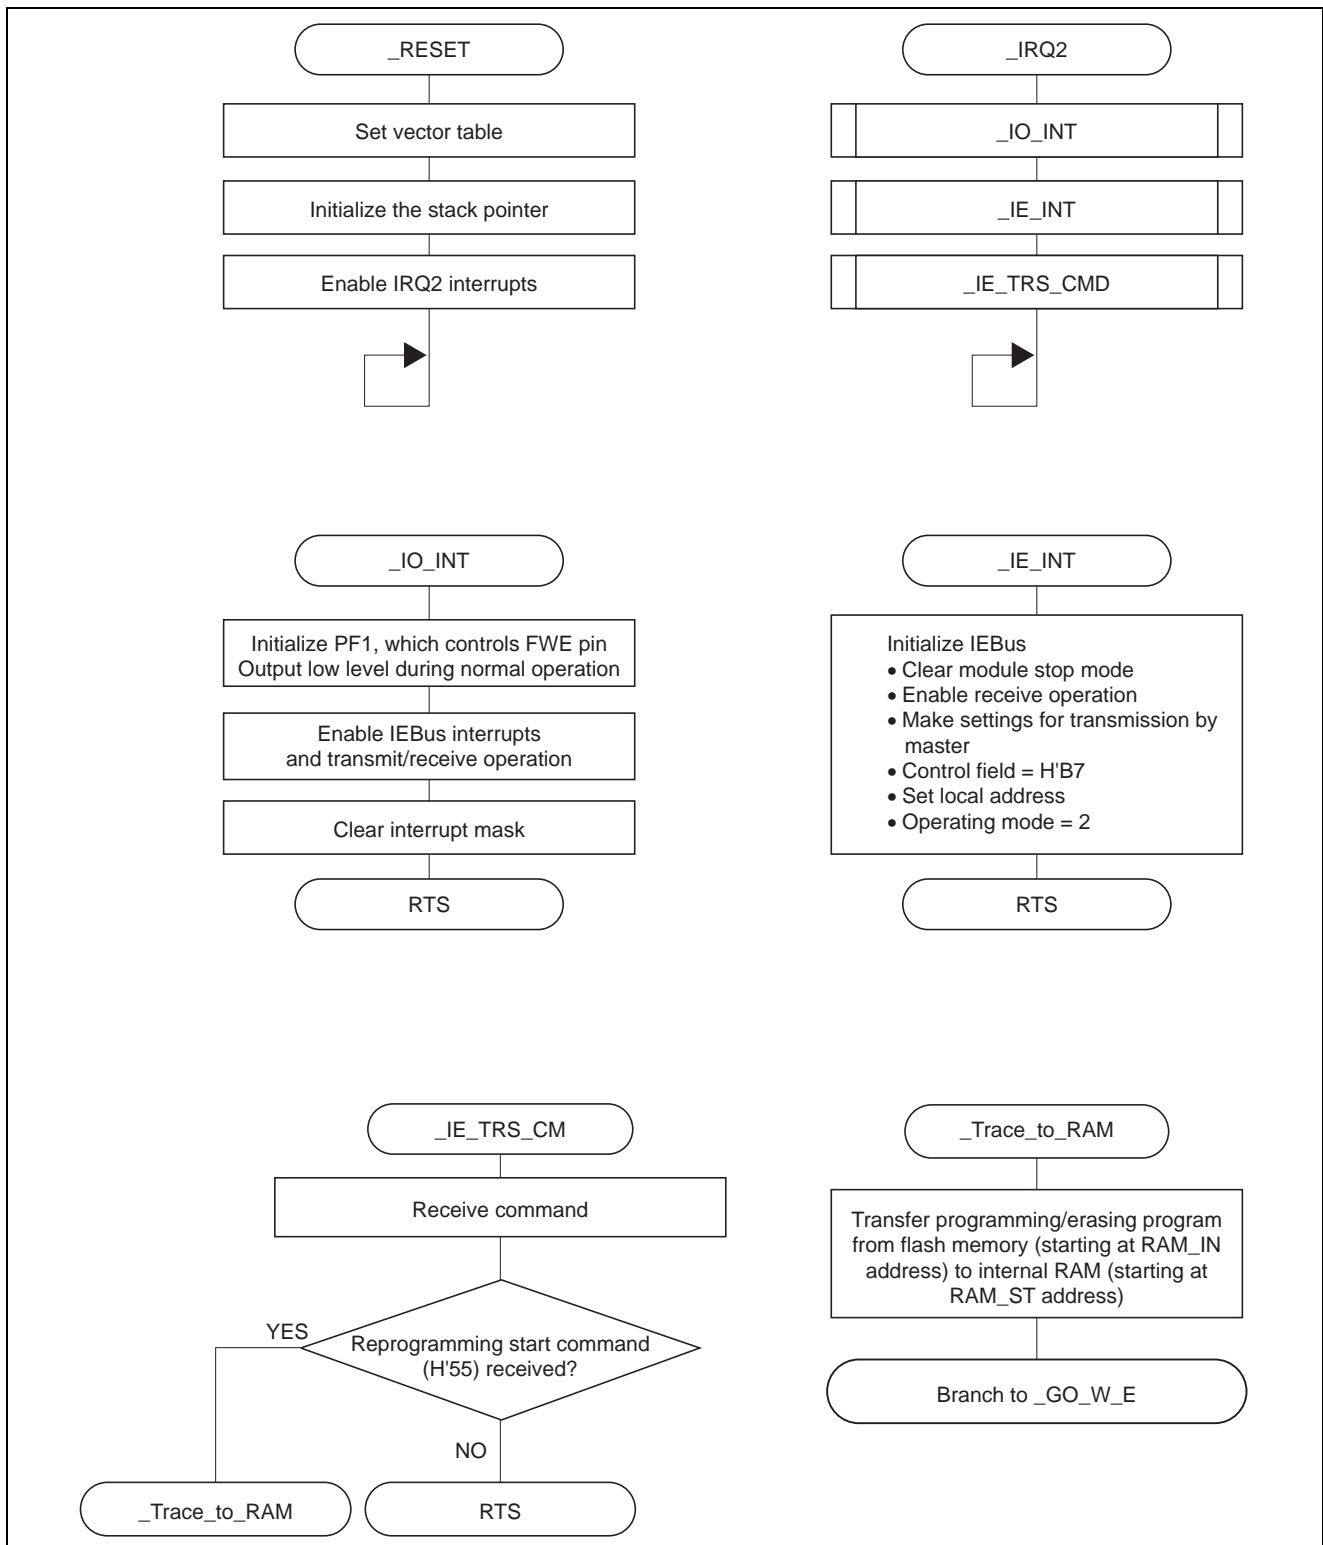 _RESET
Set vector table
Initialize the stack pointer
Enable IRQ2 interrupts
_IRQ2
_IO_INT
_IE_INT
_IE_TRS_CMD
_IO_INT
Initialize PF1, which controls FWE pin
Output low level during normal operation
Enable IEBus interrupts
and transmit/receive operation
Clear interrupt mask
RTS
_IE_INT
Initialize IEBus
• Clear module stop mode
• Enable receive operation
• Make settings for transmission by
master
• Control field = H'B7
• Set local address
• Operating mode = 2
RTS
_IE_TRS_CM
Receive command
Reprogramming start command
(H'55) received?
YES
NO
_Trace_to_RAM
RTS
_Trace_to_RAM
Transfer programming/erasing program
from flash memory (starting at RAM_IN
address) to internal RAM (starting at
RAM_ST address)
Branch to _GO_W_E